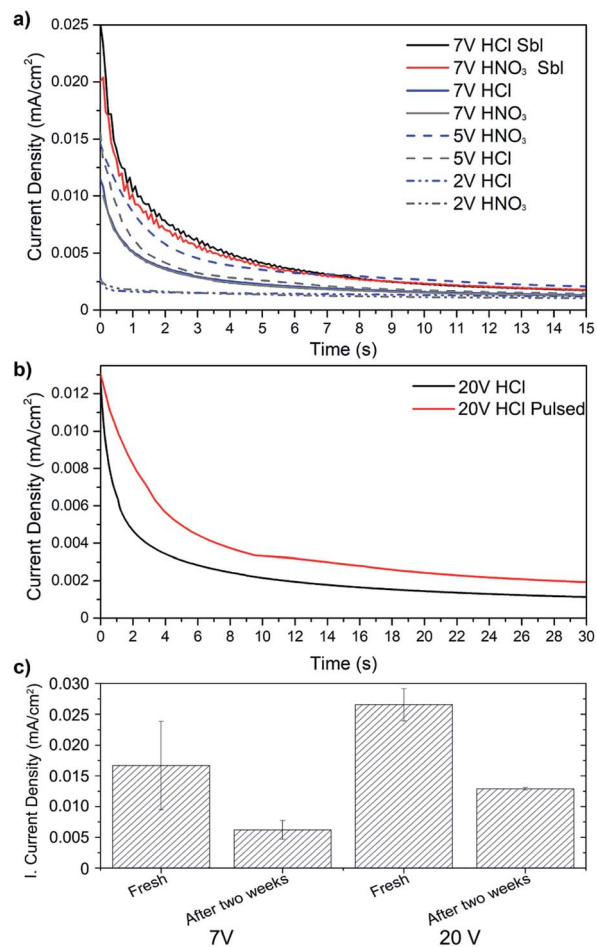 a)
0.025
0.020
0.015
0.010
0.005
0
Current Density (mA/cm²)
7V HCl Sbl
7V HNO₃ Sbl
7V HCl
7V HNO₃
5V HNO₃
5V HCl
2V HCl
2V HNO₃
0 1 2 3 4 5 6 7 8 9 10 11 12 13 14 15
Time (s)
b)
0.012
0.010
0.008
0.006
0.004
0.002
0
Current Density (mA/cm²)
20V HCl
20V HCl Pulsed
0 2 4 6 8 10 12 14 16 18 20 22 24 26 28 30
Time (s)
c)
0.030
0.025
0.020
0.015
0.010
0.005
0
I. Current Density (mA/cm²)
Fresh
After two weeks
Fresh
After two weeks
7V
20 V